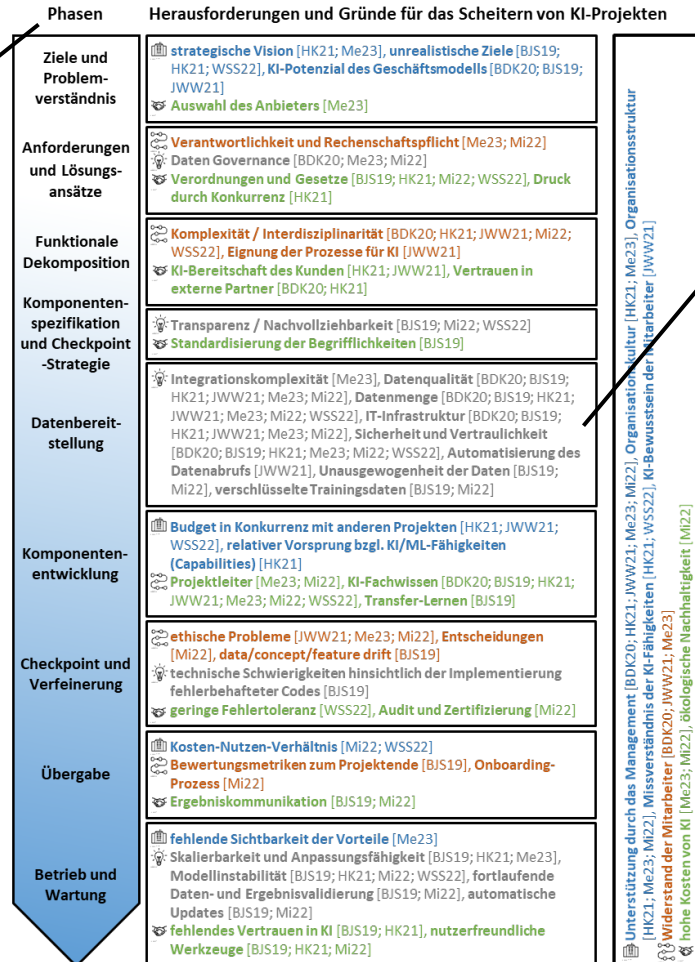 Phasen
Herausforderungen und Gründe für das Scheitern von KI-Projekten
Ziele und
Problem-
verständnis
strategische Vision [HK21; Me23], unrealistische Ziele [BJS19;
HK21; WSS22], KI-Potenzial des Geschäftsmodells [BDK20; BJS19;
JWW21]
Auswahl des Anbieters [Me23]
Anforderungen
und Lösungs-
ansätze
Verantwortlichkeit und Rechenschaftspflicht [Me23; Mi22]
Daten Governance [BDK20; Me23; Mi22]
Verordnungen und Gesetze [BJS19; HK21; Mi22; WSS22], Druck
durch Konkurrenz [HK21]
Funktionale
Dekomposition
Komplexität / Interdisziplinarität [BDK20; HK21; JWW21; Mi22;
WSS22], Eignung der Prozesse für KI [JWW21]
KI-Bereitschaft des Kunden [HK21; JWW21], Vertrauen in
externe Partner [BDK20; HK21]
Komponenten-
spezifikation
und Checkpoint
-Strategie
Transparenz / Nachvollziehbarkeit [BJS19; Mi22; WSS22]
Standardisierung der Begrifflichkeiten [BJS19]
Datenbereit-
stellung
Integrationskomplexität [Me23], Datenqualität [BDK20; BJS19;
HK21; JWW21; Me23; Mi22], Datenmenge [BDK20; BJS19; HK21;
JWW21; Me23; Mi22; WSS22], IT-Infrastruktur [BDK20; BJS19;
HK21; JWW21; Me23; Mi22], Sicherheit und Vertraulichkeit
[BDK20; BJS19; HK21; Me23; Mi22; WSS22], Automatisierung des
Datenabrufs [JWW21], Unausgewogenheit der Daten [BJS19;
Mi22], verschlüsselte Trainingsdaten [BJS19; Mi22]
Komponenten-
entwicklung
Budget in Konkurrenz mit anderen Projekten [HK21; JWW21;
WSS22], relativer Vorsprung bzgl. KI/ML-Fähigkeiten
(Capabilities) [HK21]
Projektleiter [Me23; Mi22], KI-Fachwissen [BDK20; BJS19; HK21;
JWW21; Me23; Mi22; WSS22], Transfer-Lernen [BJS19]
Checkpoint und
Verfeinerung
ethische Probleme [JWW21; Me23; Mi22], Entscheidungen
[Mi22], data/concept/feature drift [BJS19]
technische Schwierigkeiten hinsichtlich der Implementierung
fehlerbehafteter Codes [BJS19]
geringe Fehlertoleranz [WSS22], Audit und Zertifizierung [Mi22]
Übergabe
Kosten-Nutzen-Verhältnis [Mi22; WSS22]
Bewertungsmetriken zum Projektende [BJS19], Onboarding-
Prozess [Mi22]
Ergebniskommunikation [BJS19; Mi22]
Betrieb und
Wartung
fehlende Sichtbarkeit der Vorteile [Me23]
Skalierbarkeit und Anpassungsfähigkeit [BJS19; HK21; Me23],
Modellinstabilität [BJS19; HK21; Mi22; WSS22], fortlaufende
Daten- und Ergebnisvalidierung [BJS19; Mi22], automatische
Updates [BJS19; Mi22]
fehlendes Vertrauen in KI [BJS19; HK21], nutzerfreundliche
Werkzeuge [BJS19; HK21; Mi22]
Unterstützung durch das Management [BDK20; HK21; JWW21; Me23; Mi22], Organisationskultur [HK21; Me23], Organisationsstruktur
[HK21; Me23; Mi22], Missverständnis der KI-Fähigkeiten [HK21; WSS22], KI-Bewusstsein der Mitarbeiter [JWW21]
Widerstand der Mitarbeiter [BDK20; JWW21; Me23]
hohe Kosten von KI [Me23; Mi22], ökologische Nachhaltigkeit [Mi22]